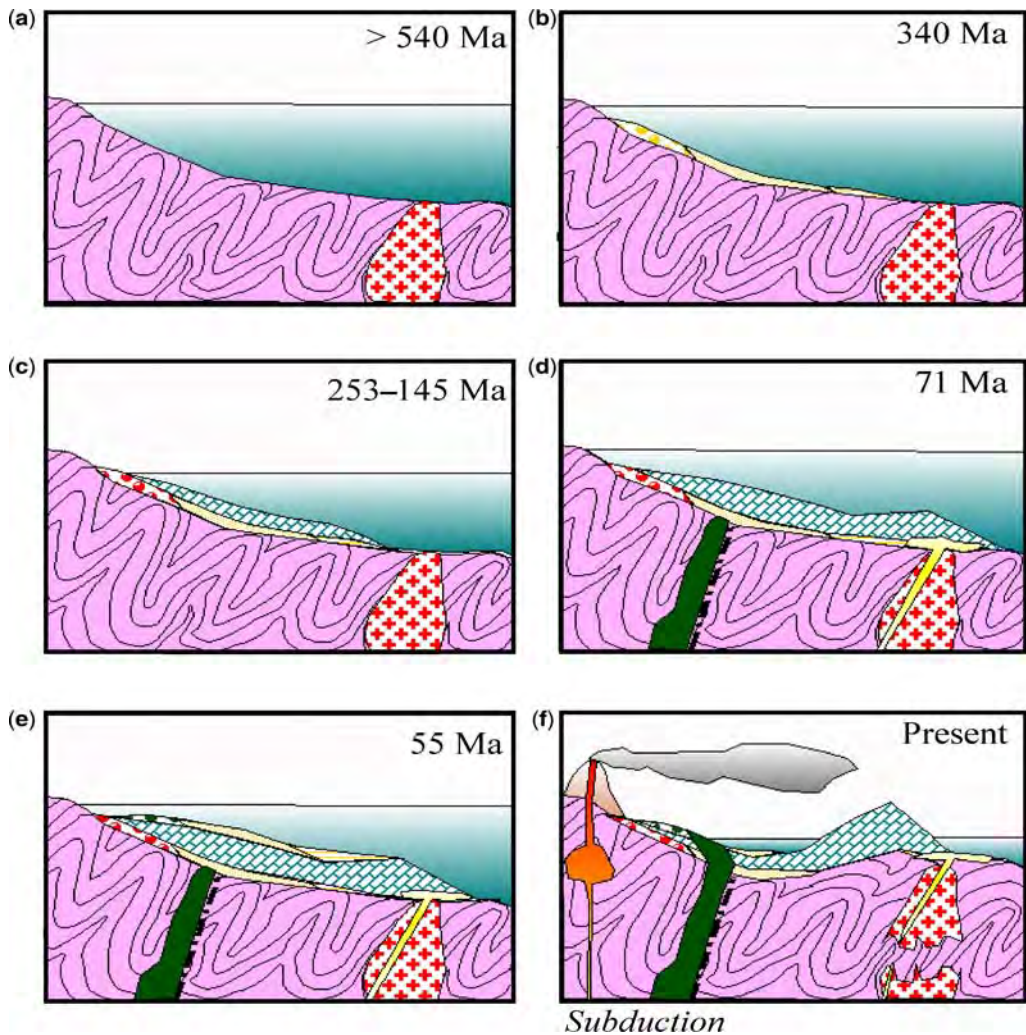 (a)
> 540 Ma
(b)
340 Ma
(c)
253–145 Ma
(d)
71 Ma
(e)
55 Ma
(f)
Present
Subduction